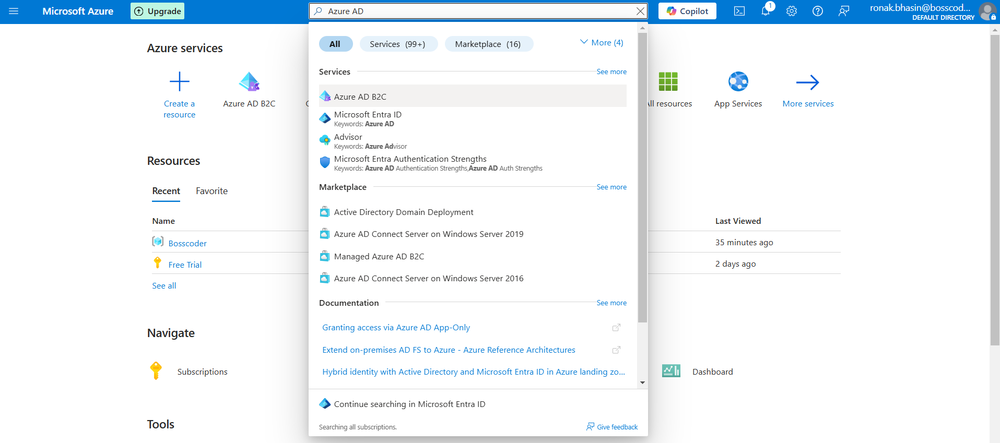 Microsoft Azure
Upgrade
Azure AD
Copilot
1
ronak.bhasin@bosscod...
DEFAULT DIRECTORY
Azure services
Create a
resource
Azure AD B2C
All resources
App Services
More services
All
Services (99+)
Marketplace (16)
More (4)
Services
See more
Azure AD B2C
Microsoft Entra ID
Keywords: Azure AD
Advisor
Keywords: Azure Advisor
Microsoft Entra Authentication Strengths
Keywords: Azure AD Authentication Strengths,Azure AD Auth Strengths
Marketplace
See more
Active Directory Domain Deployment
Azure AD Connect Server on Windows Server 2019
Managed Azure AD B2C
Azure AD Connect Server on Windows Server 2016
Documentation
See more
Granting access via Azure AD App-Only
Extend on-premises AD FS to Azure - Azure Reference Architectures
Hybrid identity with Active Directory and Microsoft Entra ID in Azure landing zo...
Continue searching in Microsoft Entra ID
Searching all subscriptions.
Give feedback
Resources
Recent
Favorite
Name
Last Viewed
Bosscoder
35 minutes ago
Free Trial
2 days ago
See all
Navigate
Subscriptions
Dashboard
Tools